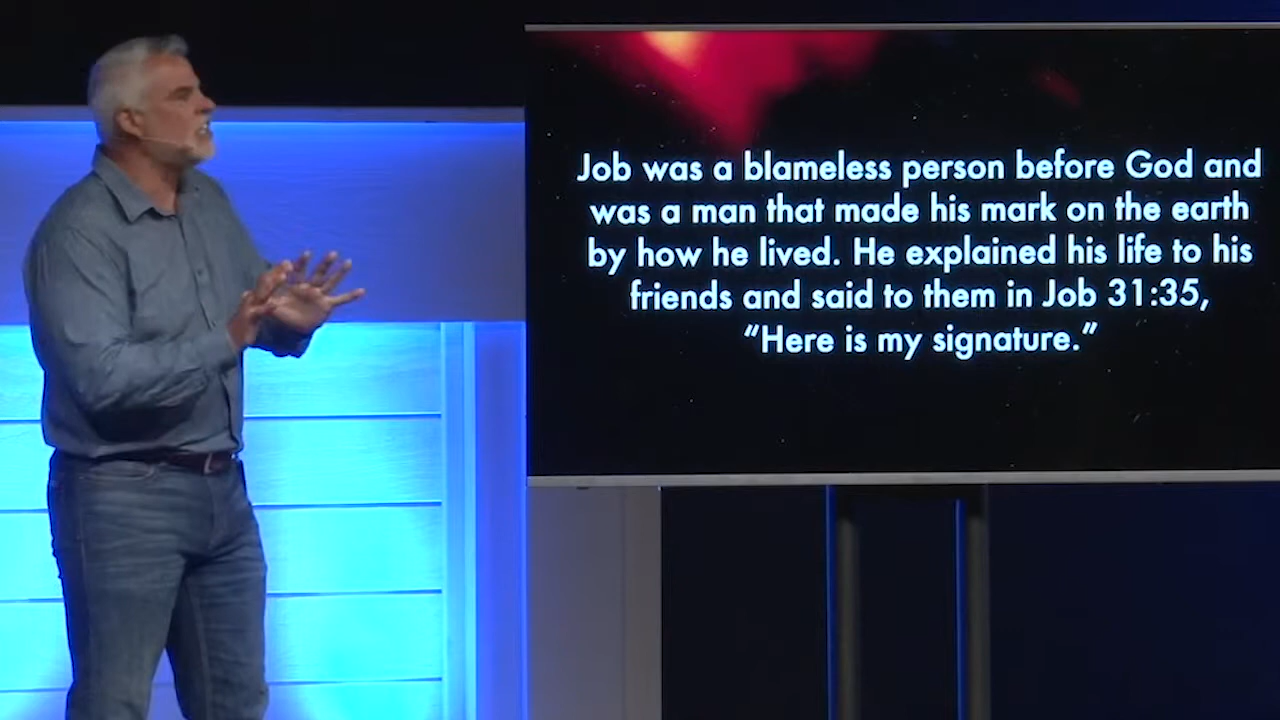 Job was a blameless person before God and
was a man that made his mark on the earth
by how he lived. He explained his life to his
friends and said to them in Job 31:35,
“Here is my signature.”